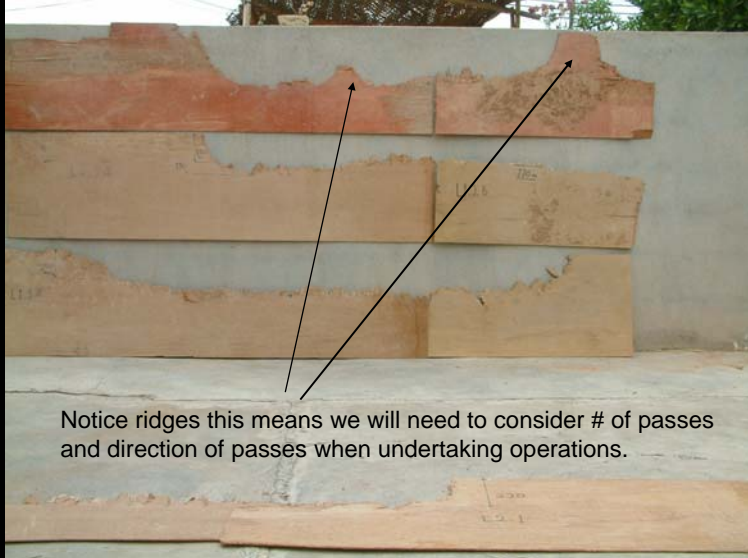 Notice ridges this means we will need to consider # of passes
and direction of passes when undertaking operations.